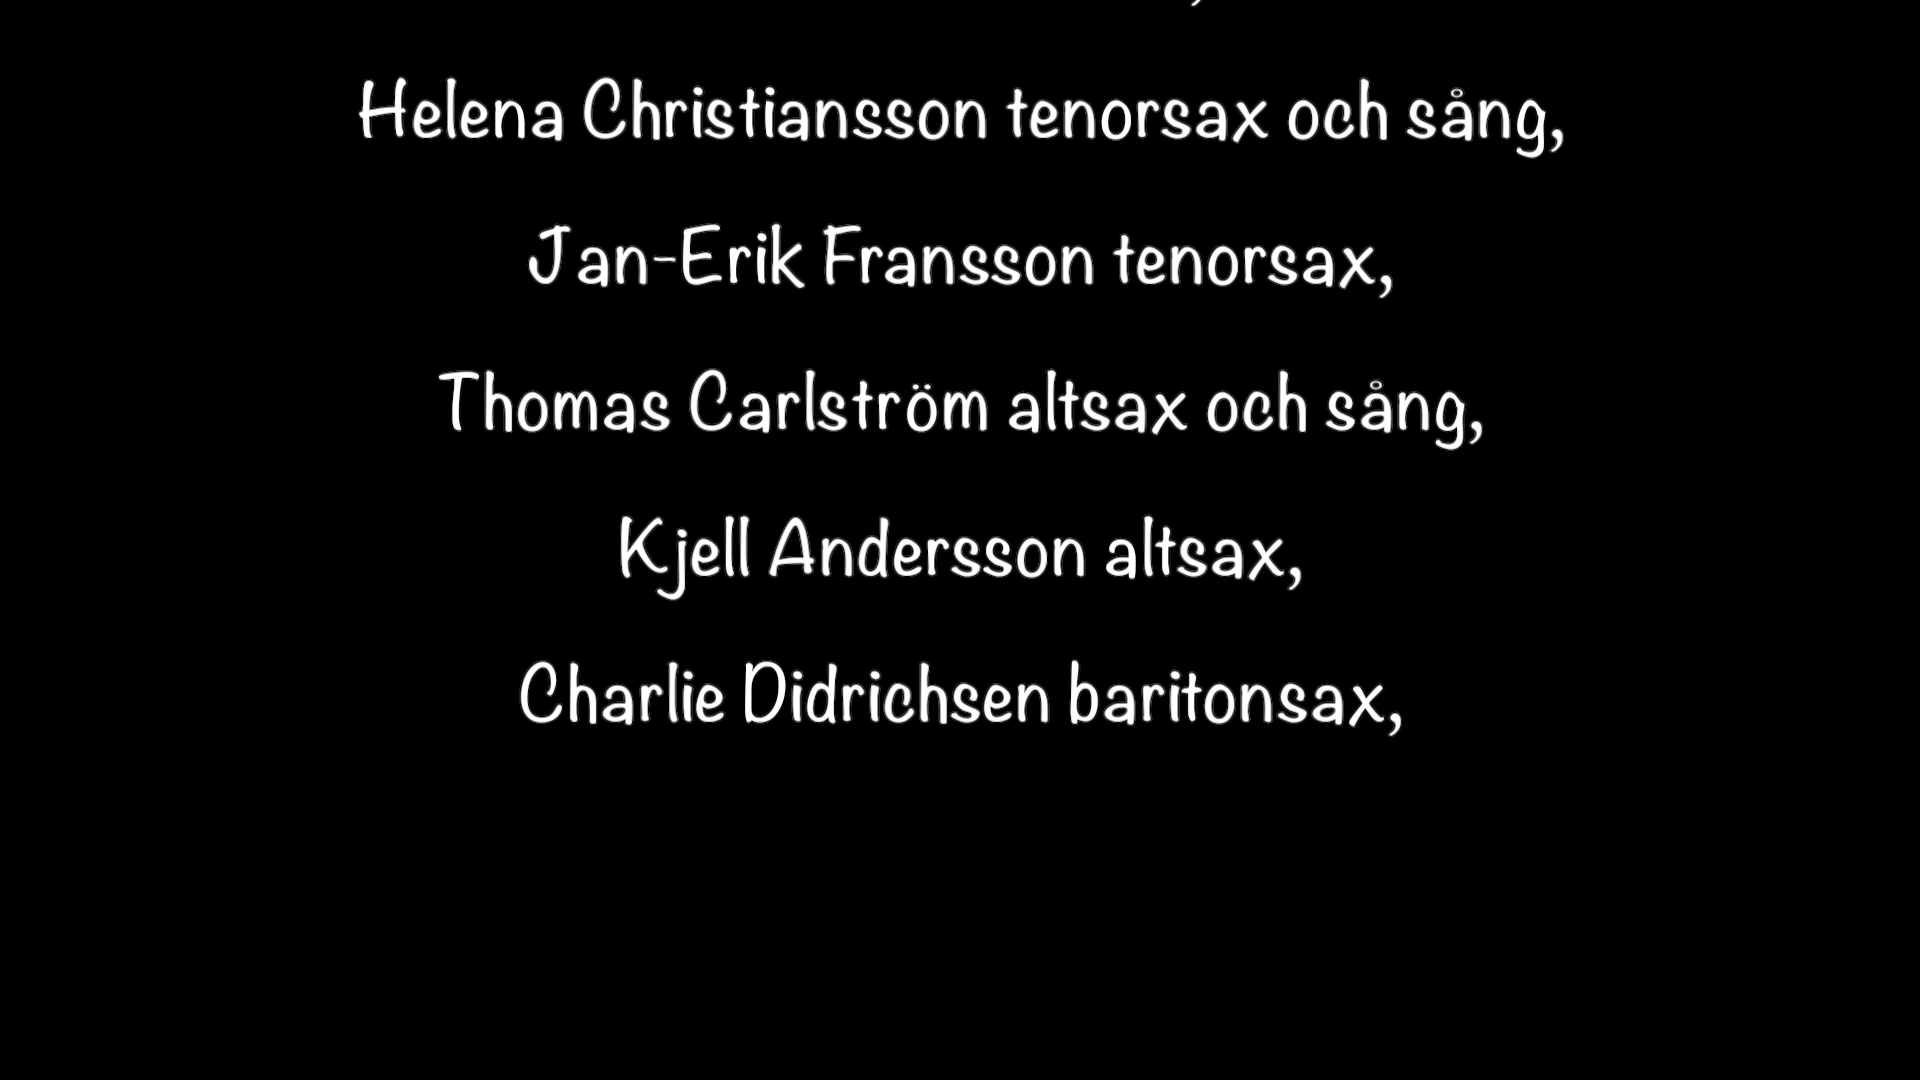 Helena Christiansson tenorsax och sång,
Jan-Erik Fransson tenorsax,
Thomas Carlström altsax och sång,
Kjell Andersson altsax,
Charlie Didrichsen baritonsax,